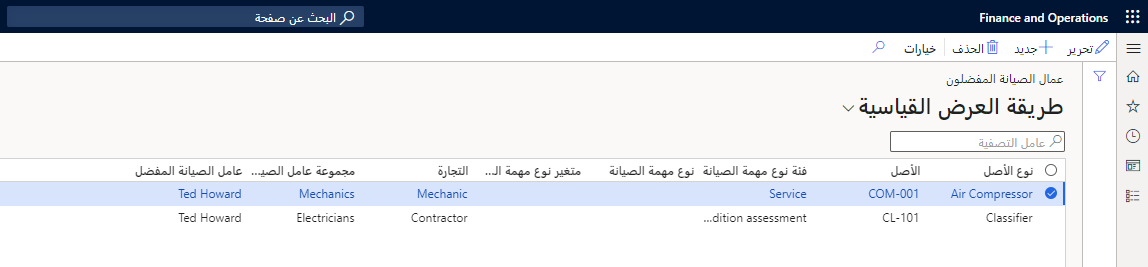 Finance and Operations
البحث عن صفحة
تحرير جديد الحذف خيارات
عمال الصيانة المفضلون
طريقة العرض القياسية
عامل التصفية
نوع الأصل الأصل فئة نوع مهمة الصيانة نوع مهمة الصيانة متغير نوع مهمة الـ... التجارة مجموعة عامل الصيـ... عامل الصيانة المفضل
Air Compressor COM-001 Service Mechanic Mechanics Ted Howard
Classifier CL-101 ...dition assessment Contractor Electricians Ted Howard